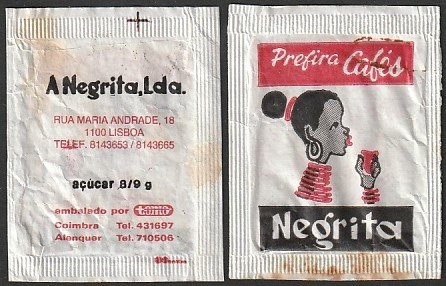 A Negrita, Lda.
RUA MARIA ANDRADE, 18
1100 LISBOA
TELEF. 8143653 / 8143665
açúcar 8/9 g
embalado por
Coimbra Tel. 431697
Alanquer Tel. 710506
Prefira Cafés
Negrita